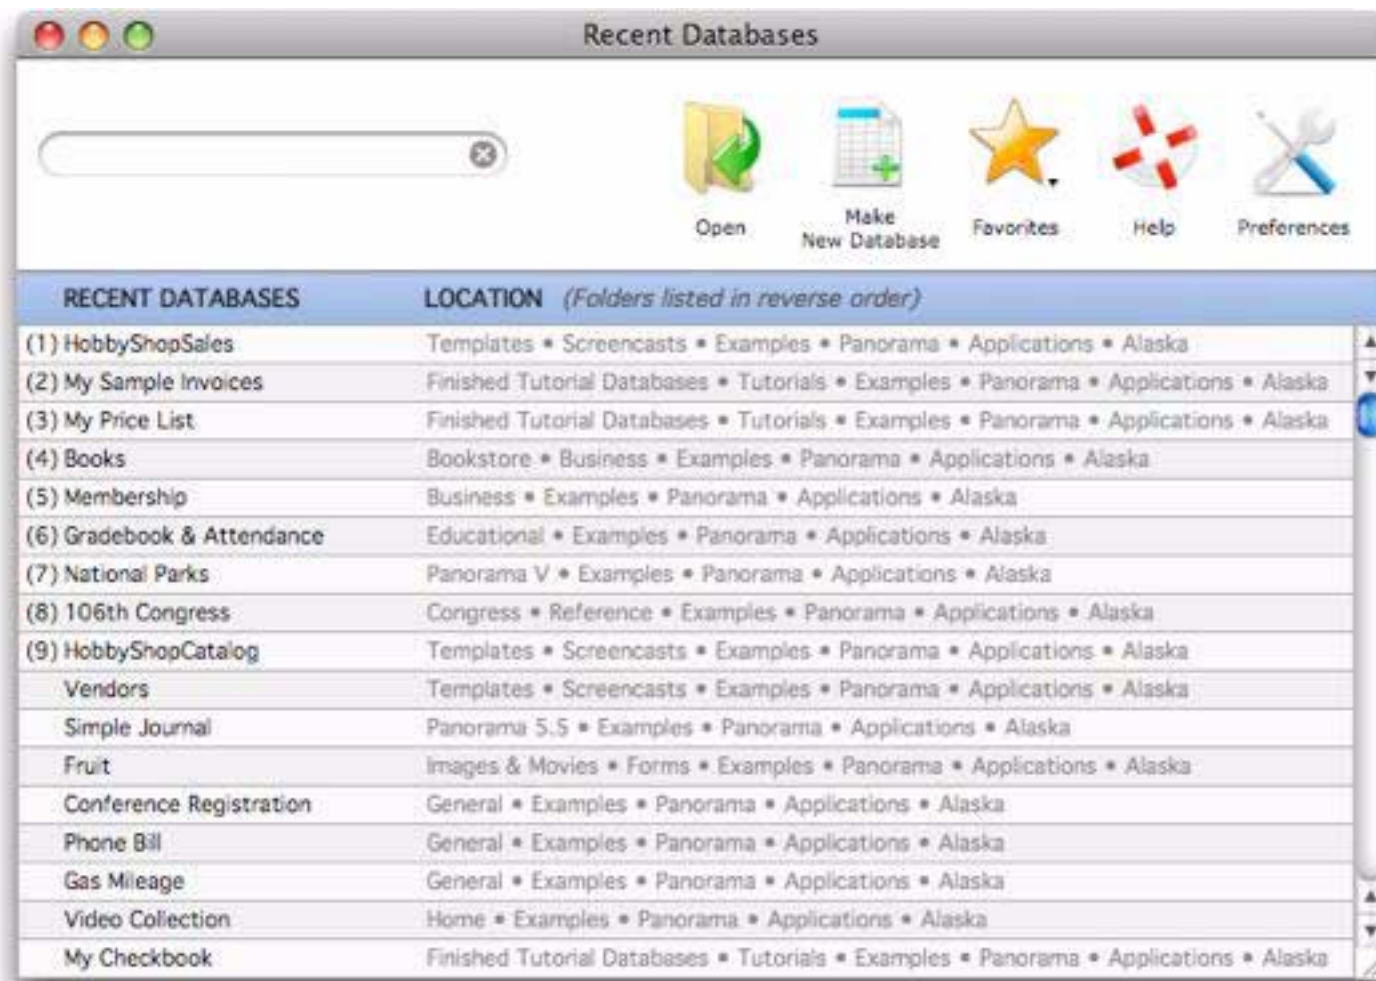 Recent Databases
Open
Make
New Database
Favorites
Help
Preferences
RECENT DATABASES LOCATION (Folders listed in reverse order)
(1) HobbyShopSales Templates • Screencasts • Examples • Panorama • Applications • Alaska
(2) My Sample Invoices Finished Tutorial Databases • Tutorials • Examples • Panorama • Applications • Alaska
(3) My Price List Finished Tutorial Databases • Tutorials • Examples • Panorama • Applications • Alaska
(4) Books Bookstore • Business • Examples • Panorama • Applications • Alaska
(5) Membership Business • Examples • Panorama • Applications • Alaska
(6) Gradebook & Attendance Educational • Examples • Panorama • Applications • Alaska
(7) National Parks Panorama V • Examples • Panorama • Applications • Alaska
(8) 106th Congress Congress • Reference • Examples • Panorama • Applications • Alaska
(9) HobbyShopCatalog Templates • Screencasts • Examples • Panorama • Applications • Alaska
Vendors Templates • Screencasts • Examples • Panorama • Applications • Alaska
Simple Journal Panorama 5.5 • Examples • Panorama • Applications • Alaska
Fruit Images & Movies • Forms • Examples • Panorama • Applications • Alaska
Conference Registration General • Examples • Panorama • Applications • Alaska
Phone Bill General • Examples • Panorama • Applications • Alaska
Gas Mileage General • Examples • Panorama • Applications • Alaska
Video Collection Home • Examples • Panorama • Applications • Alaska
My Checkbook Finished Tutorial Databases • Tutorials • Examples • Panorama • Applications • Alaska